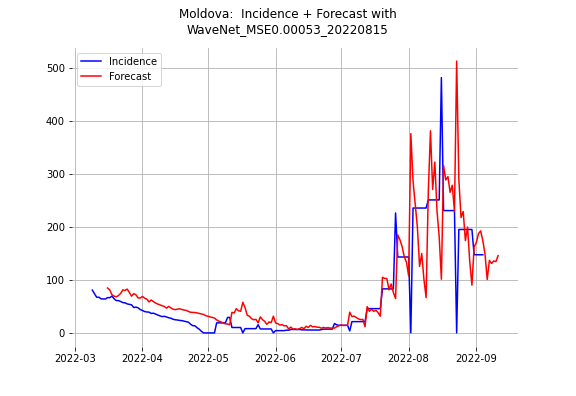 Moldova:  Incidence + Forecast with
WaveNet_MSE0.00053_20220815
Incidence
Forecast
500
400
300
200
100
0
2022-03 2022-04 2022-05 2022-06 2022-07 2022-08 2022-09